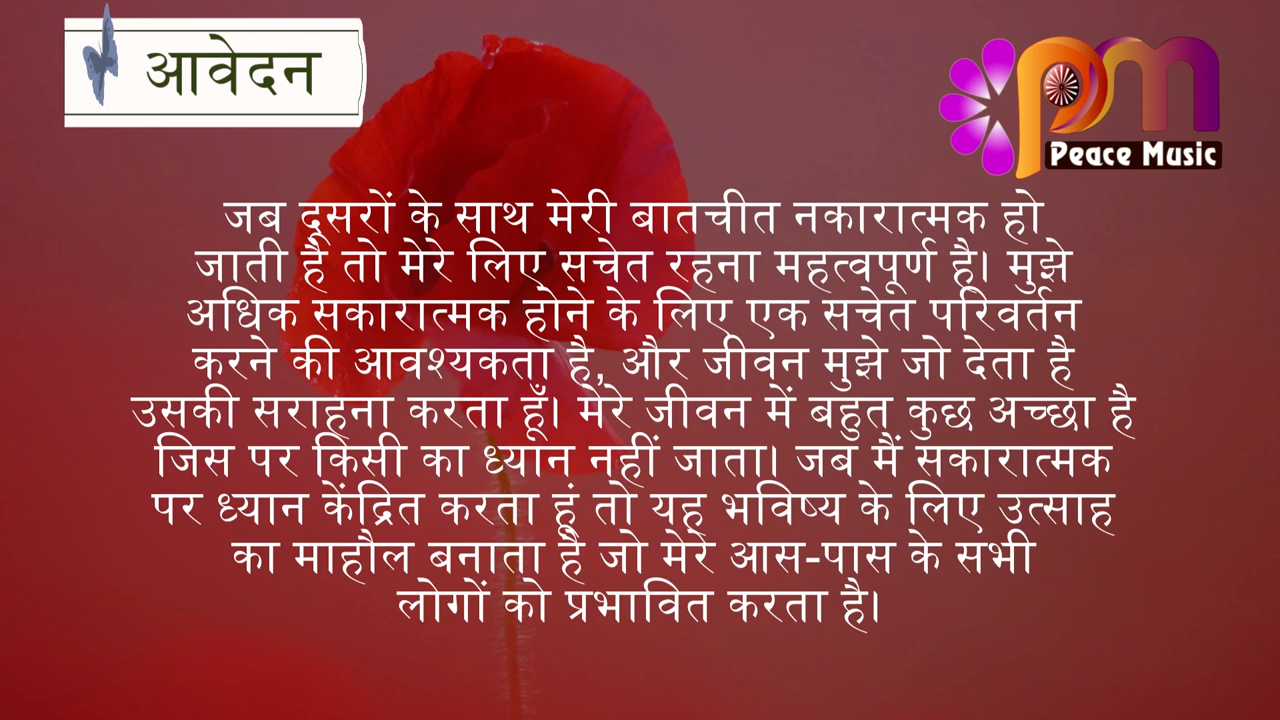 आवेदन
Peace Music
जब दूसरों के साथ मेरी बातचीत नकारात्मक हो
जाती है तो मेरे लिए सचेत रहना महत्वपूर्ण है। मुझे
अधिक सकारात्मक होने के लिए एक सचेत परिवर्तन
करने की आवश्यकता है, और जीवन मुझे जो देता है
उसकी सराहना करता हूँ। मेरे जीवन में बहुत कुछ अच्छा है
जिस पर किसी का ध्यान नहीं जाता। जब मैं सकारात्मक
पर ध्यान केंद्रित करता हूं तो यह भविष्य के लिए उत्साह
का माहौल बनाता है जो मेरे आस-पास के सभी
लोगों को प्रभावित करता है।